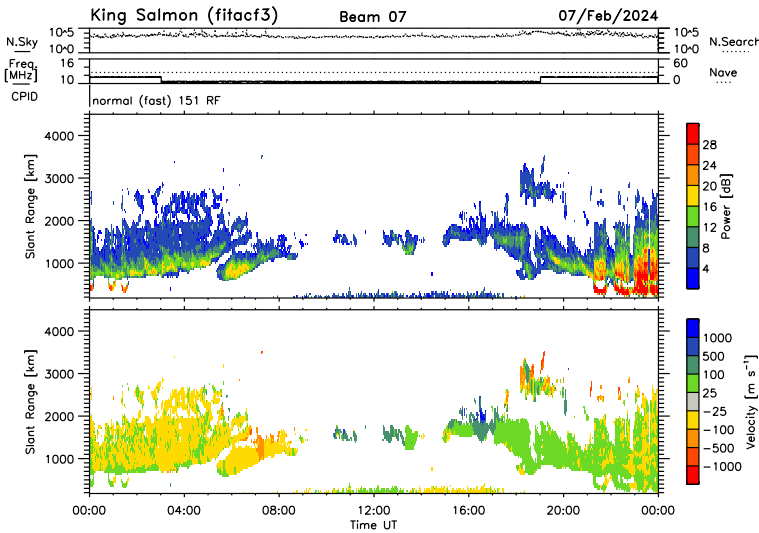 King Salmon (fitacf3) Beam 07 07/Feb/2024
N.Sky 10^5 10^0 10^5 10^0 N.Search
Freq. [MHz] 16 10 60 0 Nave
CPID normal (fast) 151 RF
Slant Range [km] 4000 3000 2000 1000
Power [dB] 28 24 20 16 12 8 4
Slant Range [km] 4000 3000 2000 1000
Velocity [m s⁻¹] 1000 500 100 25 −25 −100 −500 −1000
00:00 04:00 08:00 12:00 16:00 20:00 00:00
Time UT